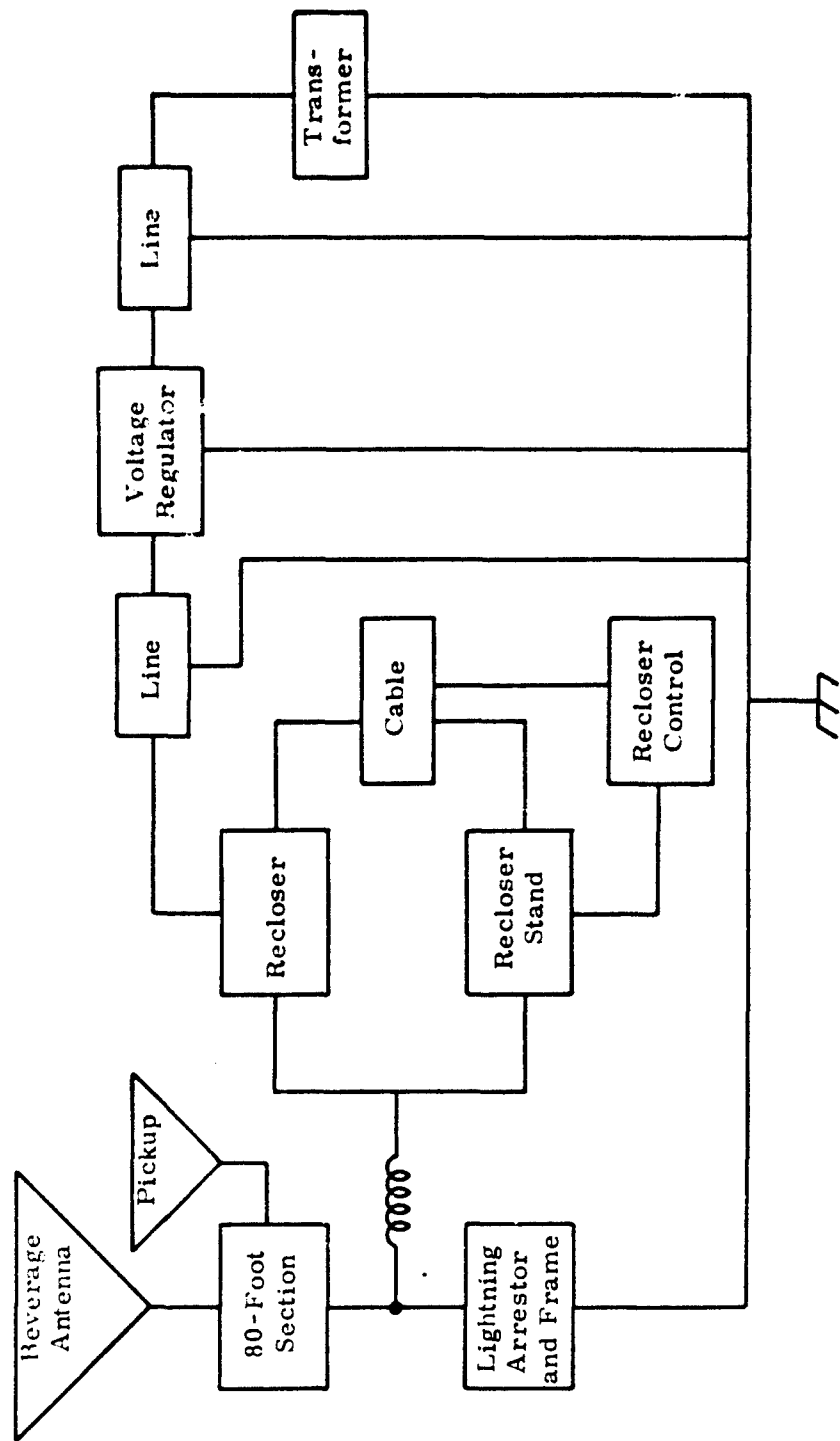 Beverage
Antenna
Pickup
80-Foot
Section
Lightning
Arrestor
and Frame
Recloser
Recloser
Stand
Cable
Recloser
Control
Line
Voltage
Regulator
Line
Trans-
former